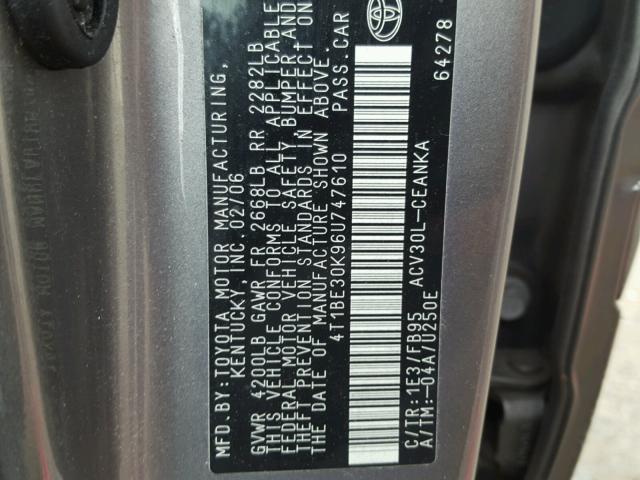 MFD.BY:TOYOTA MOTOR MANUFACTURING,
KENTUCKY, INC. 02/06
GVWR 4200LB GAWR FR 2668LB RR 2282LB
THIS VEHICLE CONFORMS TO ALL APPLICABLE
FEDERAL MOTOR VEHICLE SAFETY, BUMPER AND
THEFT PREVENTION STANDARDS IN EFFECT ON
THE DATE OF MANUFACTURE SHOWN ABOVE.
4T1BE30K96U747610 PASS.CAR
C/TR:1E3/FB95 ACV30L-CEANKA
A/TM:-04A/U250E
64278